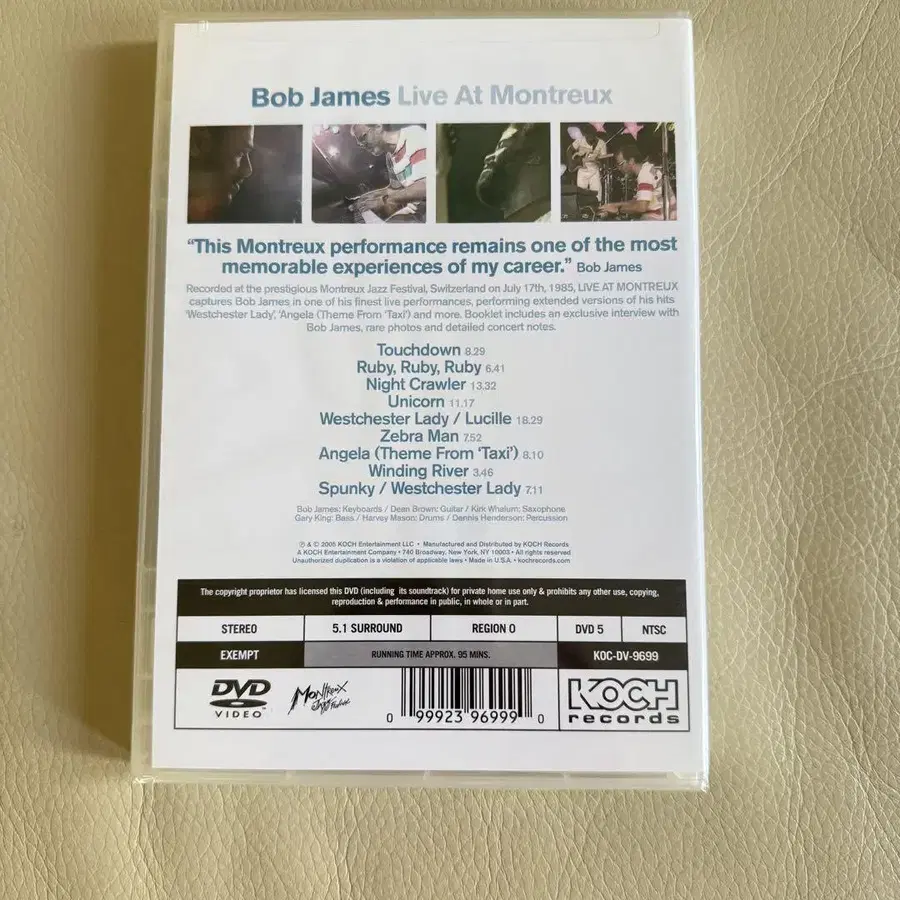 Bob James Live At Montreux
“This Montreux performance remains one of the most
memorable experiences of my career.” Bob James
Recorded at the prestigious Montreux Jazz Festival, Switzerland on July 17th, 1985, LIVE AT MONTREUX
captures Bob James in one of his finest live performances, performing extended versions of his hits
‘Westchester Lady’, ‘Angela (Theme From ‘Taxi’) and more. Booklet includes an exclusive interview with
Bob James, rare photos and detailed concert notes.
Touchdown 8.29
Ruby, Ruby, Ruby 6.41
Night Crawler 13.32
Unicorn 11.17
Westchester Lady / Lucille 18.29
Zebra Man 7.52
Angela (Theme From ‘Taxi’) 8.10
Winding River 3.46
Spunky / Westchester Lady 7.11
Bob James: Keyboards / Dean Brown: Guitar / Kirk Whalum: Saxophone
Gary King: Bass / Harvey Mason: Drums / Dennis Henderson: Percussion
℗ & © 2005 KOCH Entertainment LLC • Manufactured and Distributed by KOCH Records
A KOCH Entertainment Company • 740 Broadway, New York, NY 10003 • All rights reserved
Unauthorized duplication is a violation of applicable laws • Made in U.S.A. • kochrecords.com
The copyright proprietor has licensed this DVD (including its soundtrack) for private home use only & prohibits any other use, copying,
reproduction & performance in public, in whole or in part.
STEREO 5.1 SURROUND REGION 0 DVD 5 NTSC
EXEMPT RUNNING TIME APPROX. 95 MINS. KOC-DV-9699
DVD VIDEO
Montreux Jazz Festival
0 99923 96999 0
KOCH records